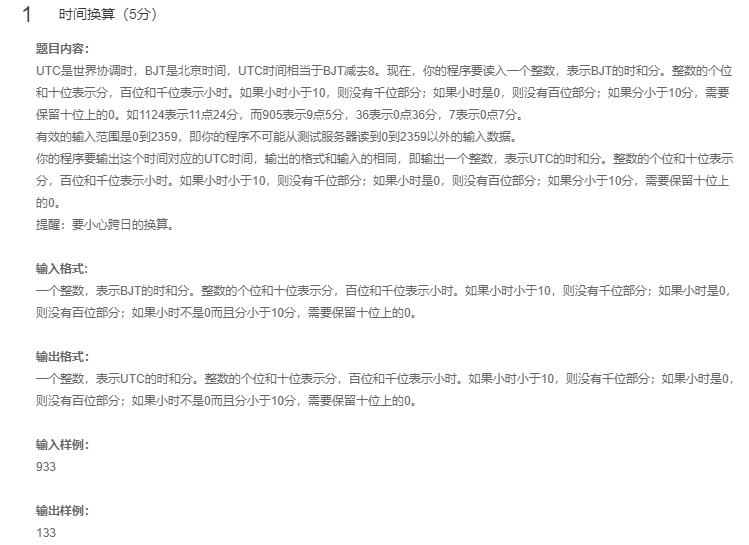 1 时间换算（5分）
题目内容：
UTC是世界协调时，BJT是北京时间，UTC时间相当于BJT减去8。现在，你的程序要读入一个整数，表示BJT的时和分。整数的个位
和十位表示分，百位和千位表示小时。如果小时小于10，则没有千位部分；如果小时是0，则没有百位部分；如果分小于10分，需要
保留十位上的0。如1124表示11点24分，而905表示9点5分，36表示0点36分，7表示0点7分。
有效的输入范围是0到2359，即你的程序不可能从测试服务器读到0到2359以外的输入数据。
你的程序要输出这个时间对应的UTC时间，输出的格式和输入的相同，即输出一个整数，表示UTC的时和分。整数的个位和十位表示
分，百位和千位表示小时。如果小时小于10，则没有千位部分；如果小时是0，则没有百位部分；如果分小于10分，需要保留十位上
的0。
提醒：要小心跨日的换算。
输入格式:
一个整数，表示BJT的时和分。整数的个位和十位表示分，百位和千位表示小时。如果小时小于10，则没有千位部分；如果小时是0，
则没有百位部分；如果小时不是0而且分小于10分，需要保留十位上的0。
输出格式：
一个整数，表示UTC的时和分。整数的个位和十位表示分，百位和千位表示小时。如果小时小于10，则没有千位部分；如果小时是0，
则没有百位部分；如果小时不是0而且分小于10分，需要保留十位上的0。
输入样例：
933
输出样例：
133